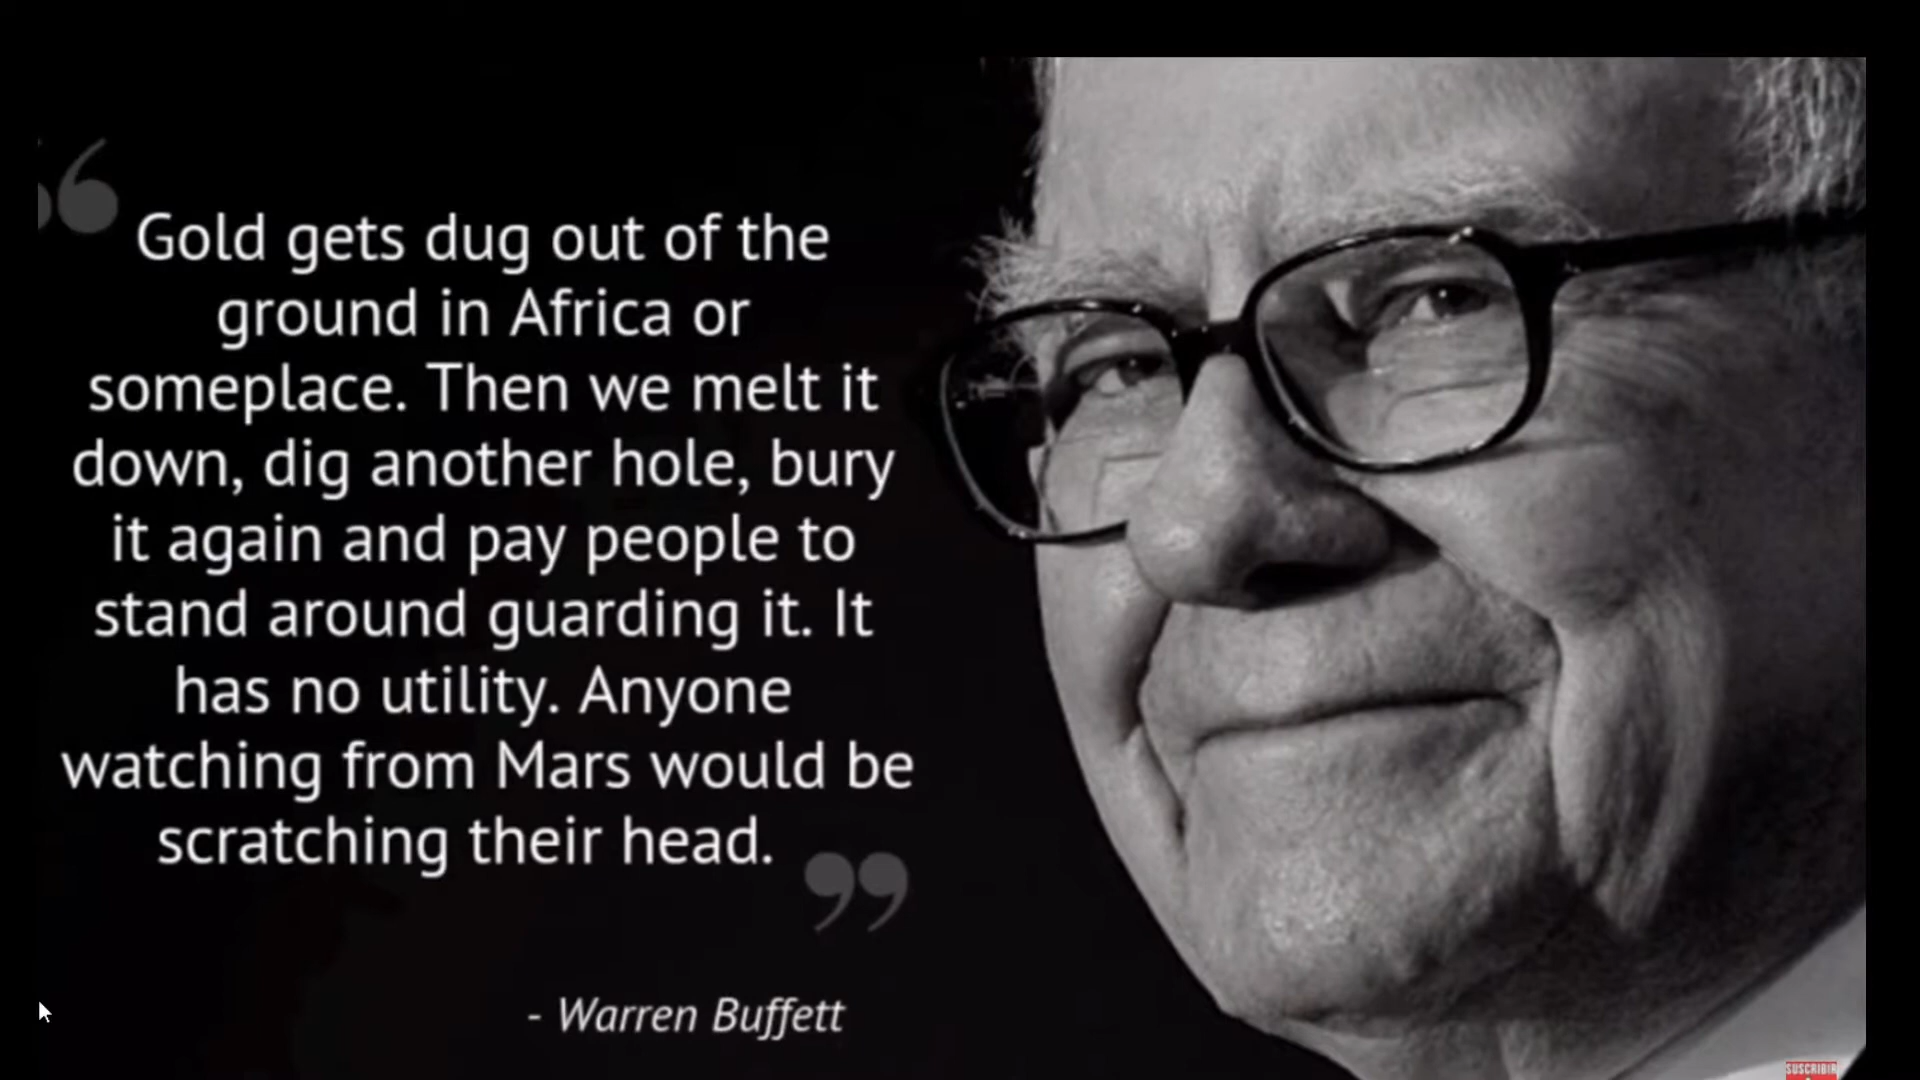 Gold gets dug out of the
ground in Africa or
someplace. Then we melt it
down, dig another hole, bury
it again and pay people to
stand around guarding it. It
has no utility. Anyone
watching from Mars would be
scratching their head.
- Warren Buffett
SUSCRIBIR